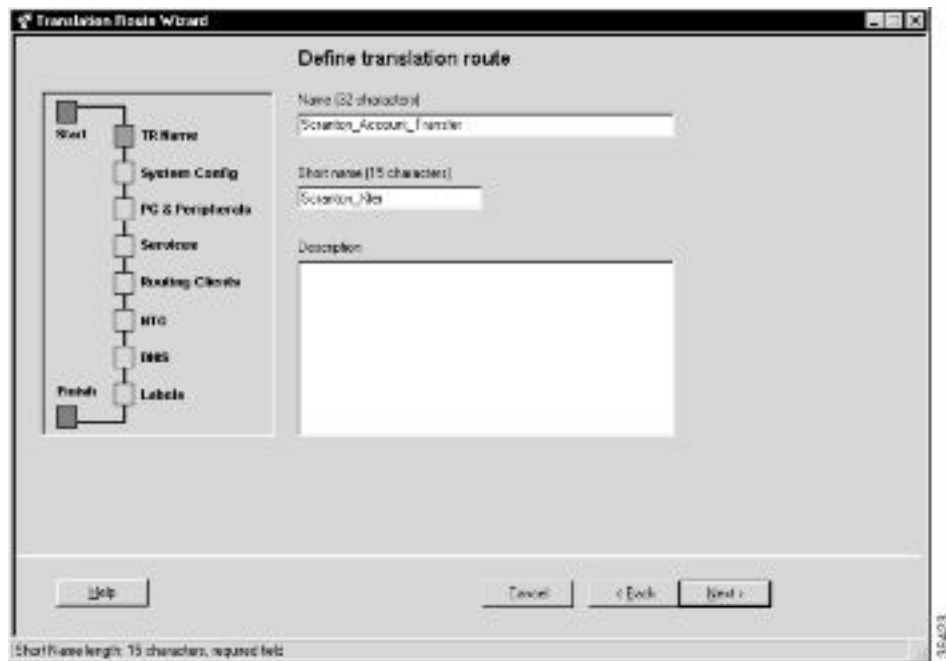 Translation Route Wizard
Define translation route
Start
TR Name
System Config
PG & Peripherals
Services
Routing Clients
NTG
DNIS
Labels
Finish
Name (32 characters)
Scranton_Account_Transfer
Short name (15 characters)
Scranton_Xfer
Description
Help
Cancel
< Back
Next >
Short Name length: 15 characters, required field